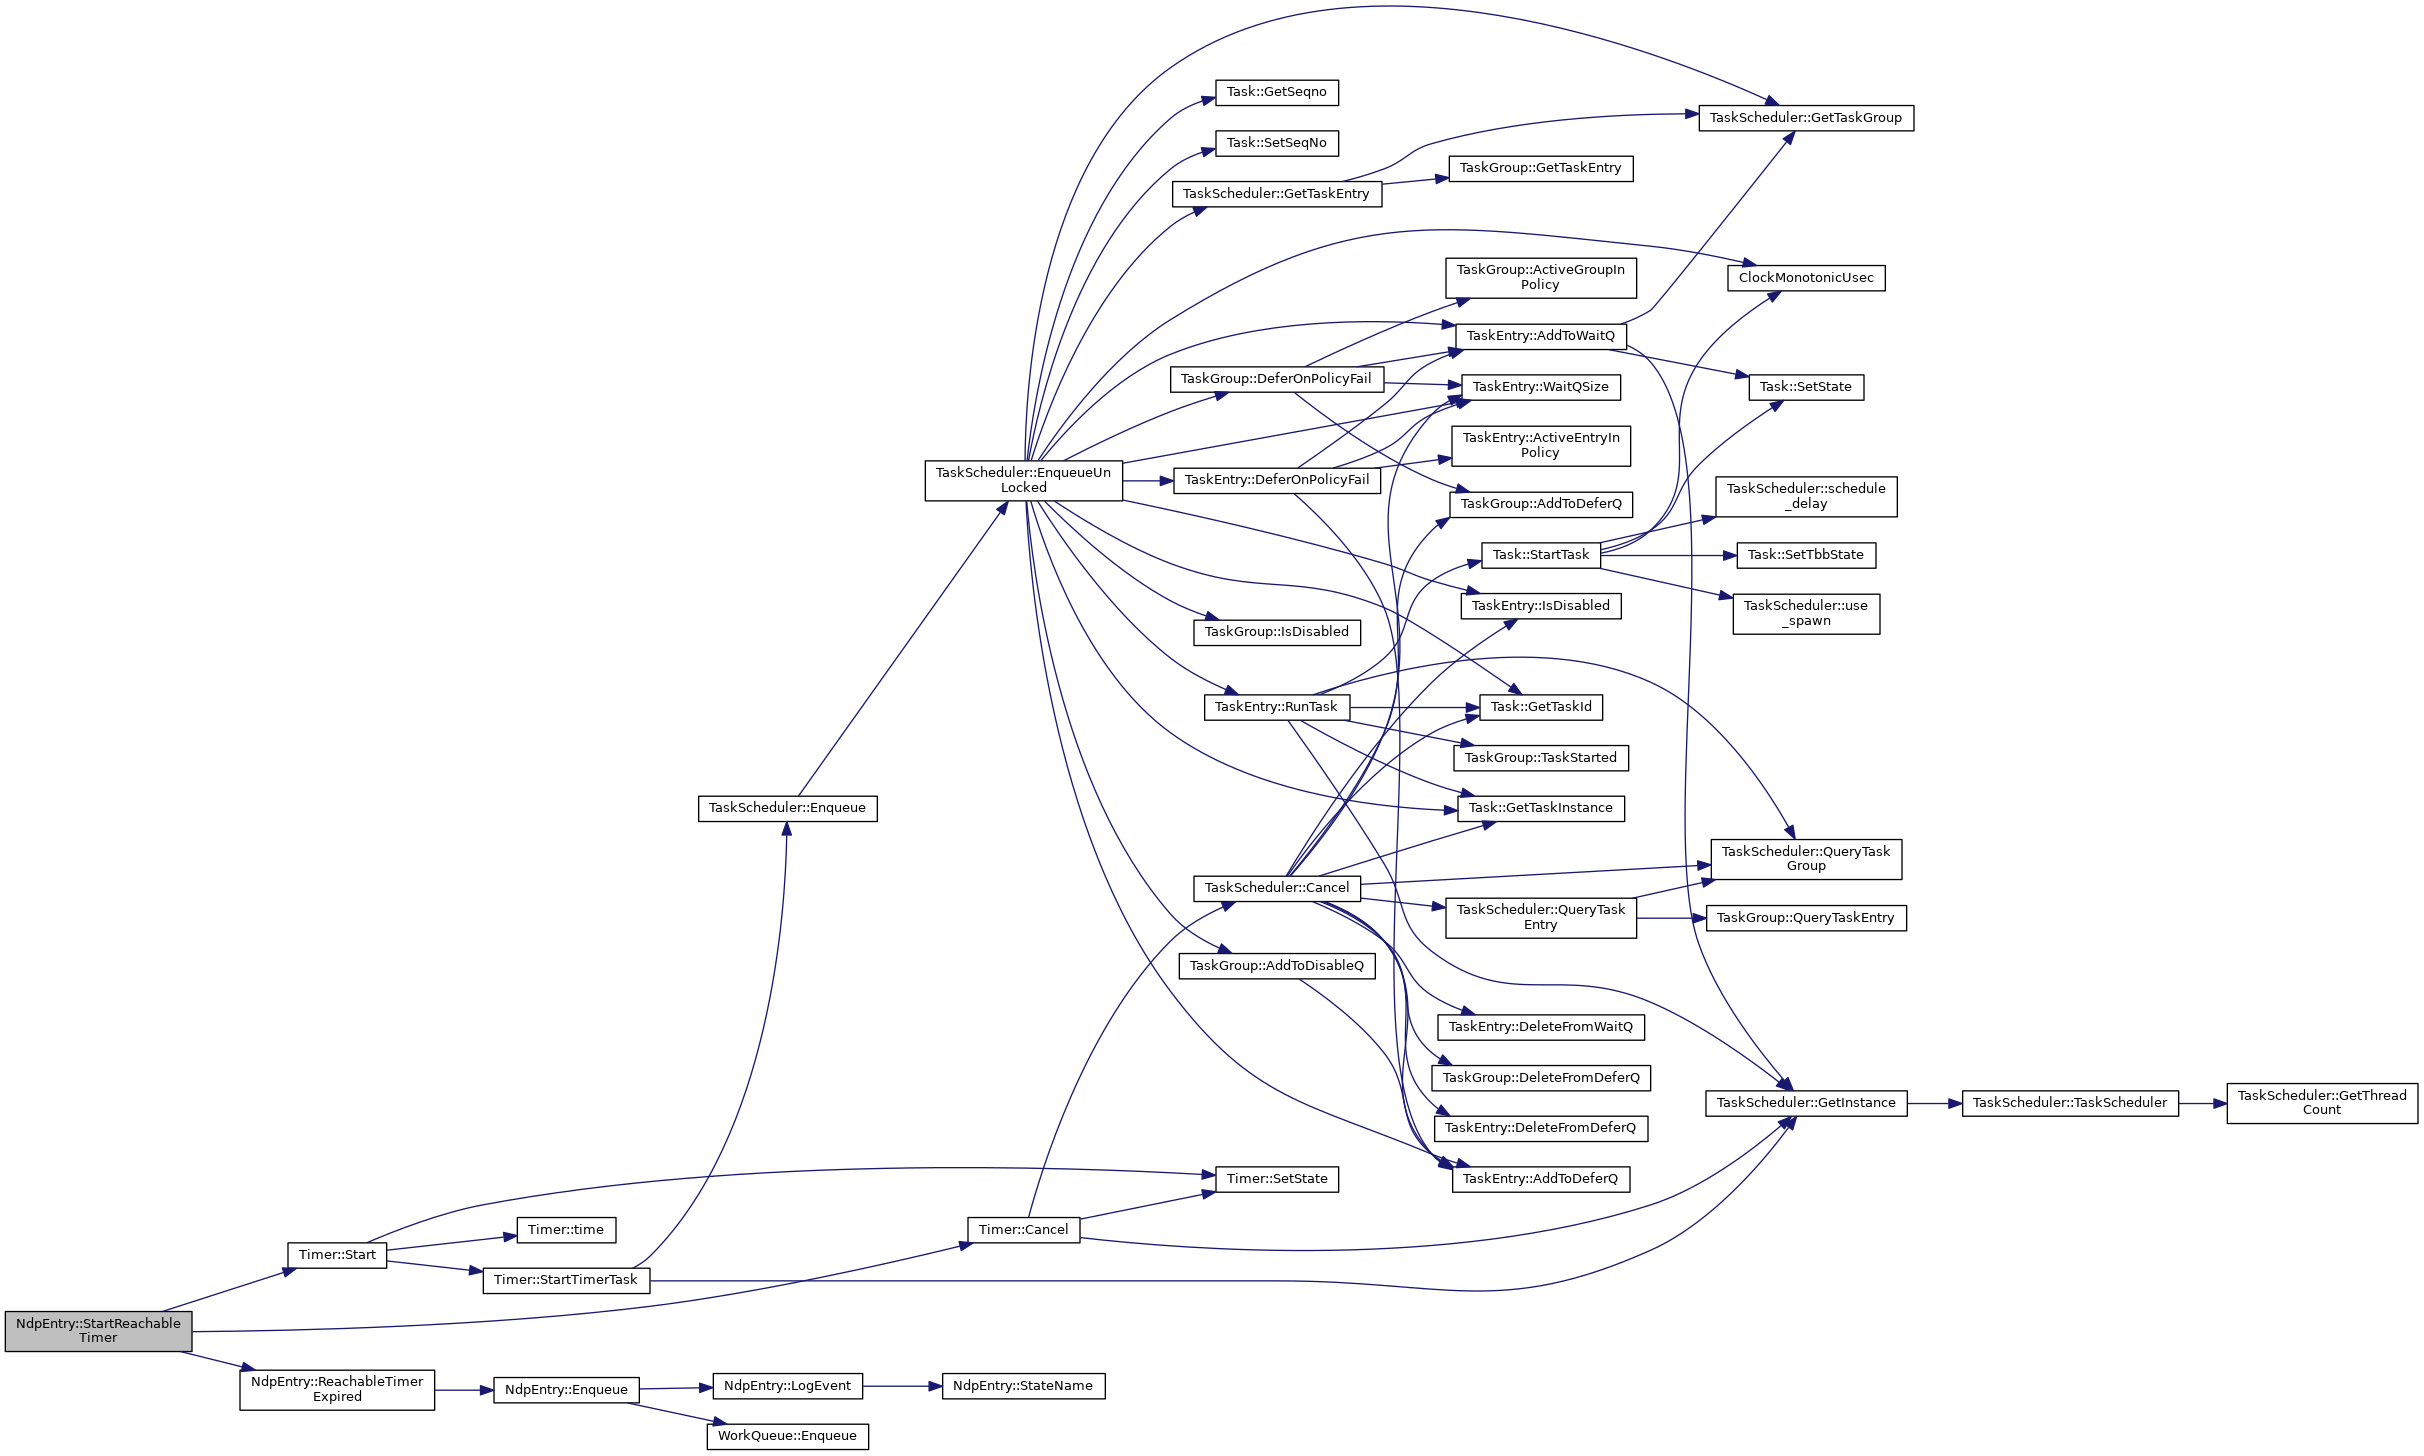 NdpEntry::StartReachable
Timer
Timer::Start
Timer::time
Timer::StartTimerTask
NdpEntry::ReachableTimer
Expired
NdpEntry::Enqueue
NdpEntry::LogEvent
NdpEntry::StateName
WorkQueue::Enqueue
TaskScheduler::Enqueue
TaskScheduler::EnqueueUn
Locked
Timer::Cancel
Task::GetSeqno
Task::SetSeqNo
TaskScheduler::GetTaskEntry
TaskGroup::DeferOnPolicyFail
TaskEntry::DeferOnPolicyFail
TaskGroup::IsDisabled
TaskEntry::RunTask
TaskScheduler::Cancel
TaskGroup::AddToDisableQ
Timer::SetState
TaskGroup::GetTaskEntry
TaskGroup::ActiveGroupIn
Policy
TaskEntry::AddToWaitQ
TaskEntry::WaitQSize
TaskEntry::ActiveEntryIn
Policy
TaskGroup::AddToDeferQ
Task::StartTask
TaskEntry::IsDisabled
Task::GetTaskId
TaskGroup::TaskStarted
Task::GetTaskInstance
TaskScheduler::QueryTask
Entry
TaskEntry::DeleteFromWaitQ
TaskGroup::DeleteFromDeferQ
TaskEntry::DeleteFromDeferQ
TaskEntry::AddToDeferQ
TaskScheduler::GetTaskGroup
ClockMonotonicUsec
Task::SetState
TaskScheduler::schedule
_delay
Task::SetTbbState
TaskScheduler::use
_spawn
TaskScheduler::QueryTask
Group
TaskGroup::QueryTaskEntry
TaskScheduler::GetInstance
TaskScheduler::TaskScheduler
TaskScheduler::GetThread
Count